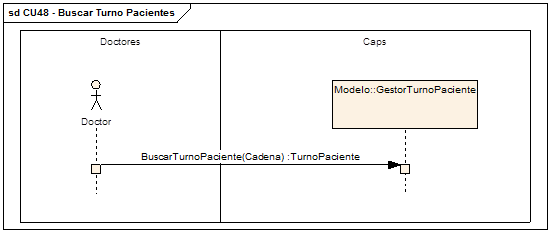 sd CU48 - Buscar Turno Pacientes
Doctores
Caps
Modelo::GestorTurnoPaciente
Doctor
BuscarTurnoPaciente(Cadena) :TurnoPaciente